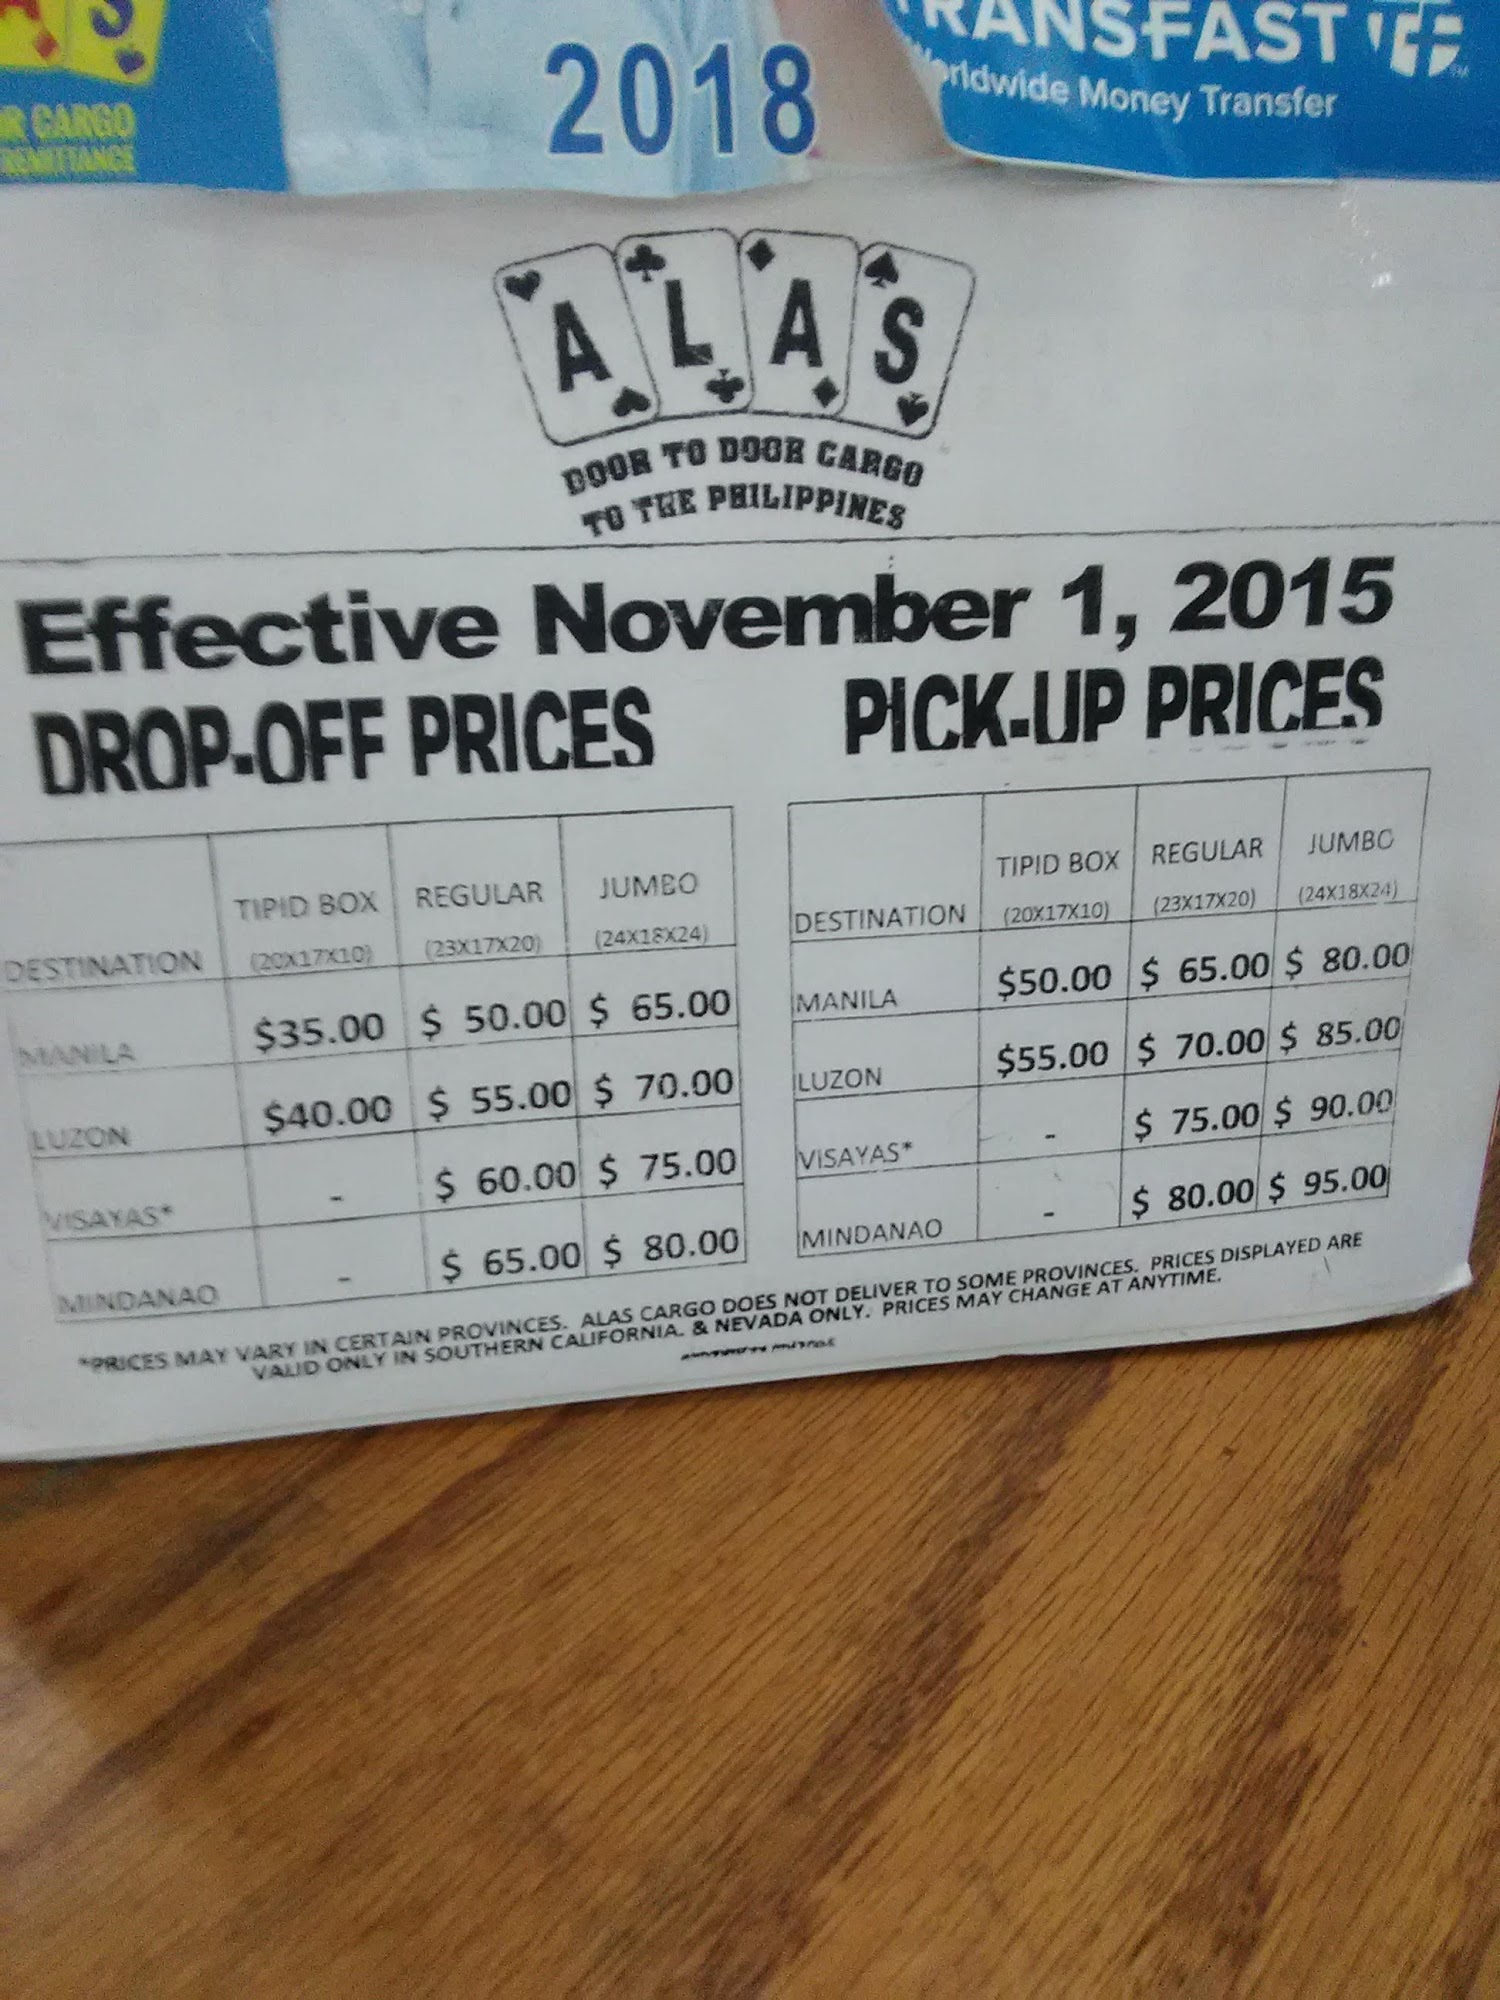 AS
R CARGO
REMITTANCE
2018
RANSFAST
Worldwide Money Transfer
TM
ALAS
DOOR TO DOOR CARGO
TO THE PHILIPPINES
Effective November 1, 2015
DROP-OFF PRICES
DESTINATION TIPID BOX (20X17X10) REGULAR (23X17X20) JUMBO (24X18X24)
MANILA $35.00 $ 50.00 $ 65.00
LUZON $40.00 $ 55.00 $ 70.00
VISAYAS* - $ 60.00 $ 75.00
MINDANAO - $ 65.00 $ 80.00
PICK-UP PRICES
DESTINATION TIPID BOX (20X17X10) REGULAR (23X17X20) JUMBO (24X18X24)
MANILA $50.00 $ 65.00 $ 80.00
LUZON $55.00 $ 70.00 $ 85.00
VISAYAS* - $ 75.00 $ 90.00
MINDANAO - $ 80.00 $ 95.00
*PRICES MAY VARY IN CERTAIN PROVINCES. ALAS CARGO DOES NOT DELIVER TO SOME PROVINCES. PRICES DISPLAYED ARE
VALID ONLY IN SOUTHERN CALIFORNIA. & NEVADA ONLY. PRICES MAY CHANGE AT ANYTIME.